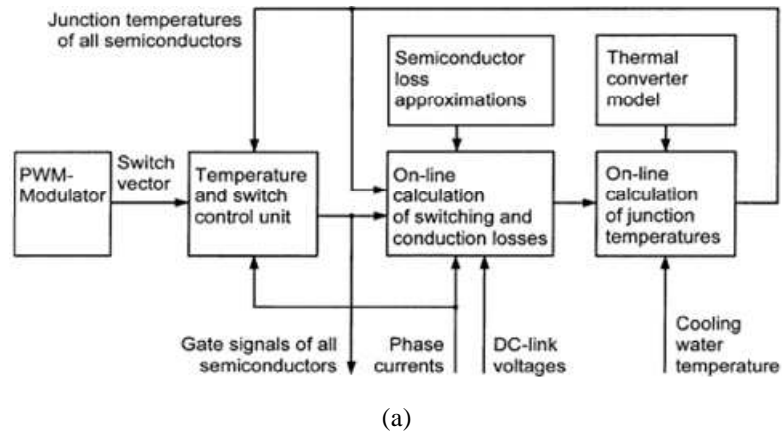 Junction temperatures
of all semiconductors
Semiconductor
loss
approximations
Thermal
converter
model
PWM-
Modulator
Switch
vector
Temperature
and switch
control unit
On-line
calculation
of switching and
conduction losses
On-line
calculation
of junction
temperatures
Gate signals of all
semiconductors
Phase
currents
DC-link
voltages
Cooling
water
temperature
(a)